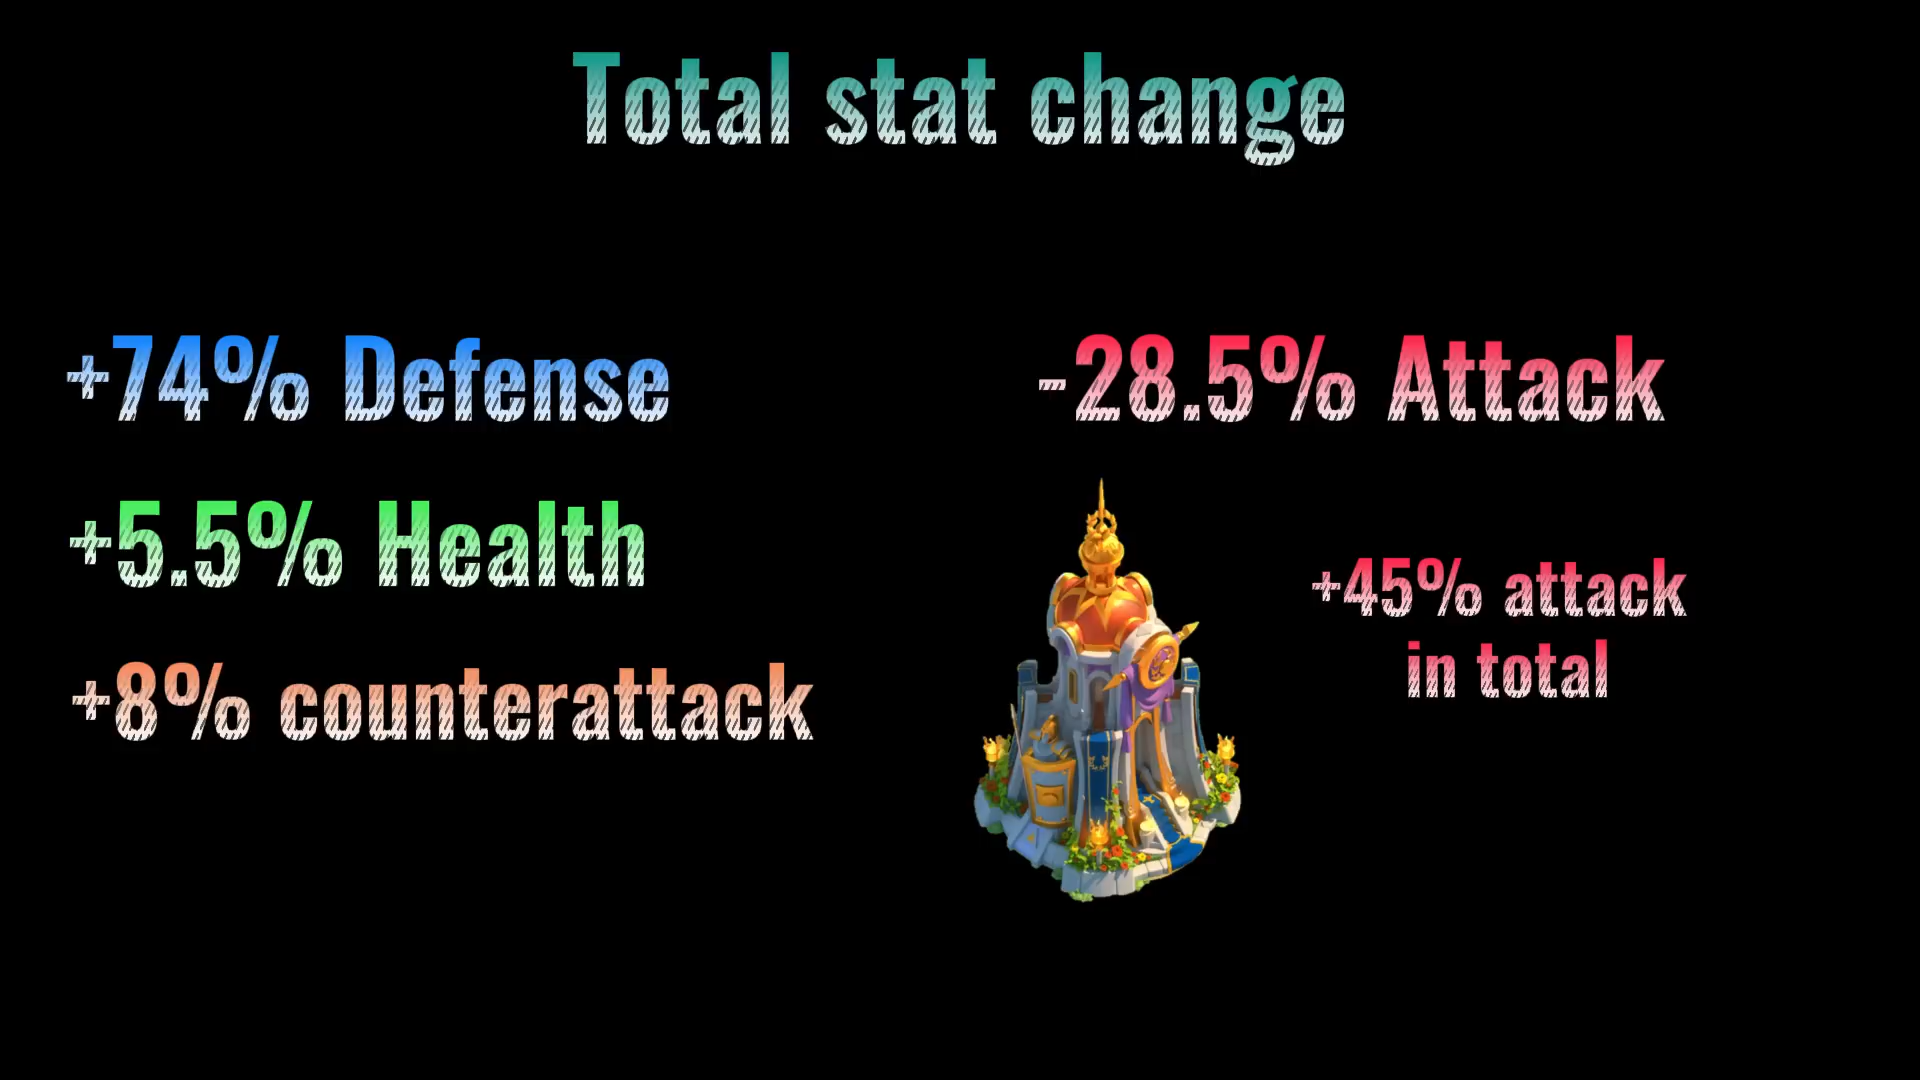 Total stat change
+74% Defense
-28.5% Attack
+5.5% Health
+45% attack
in total
+8% counterattack